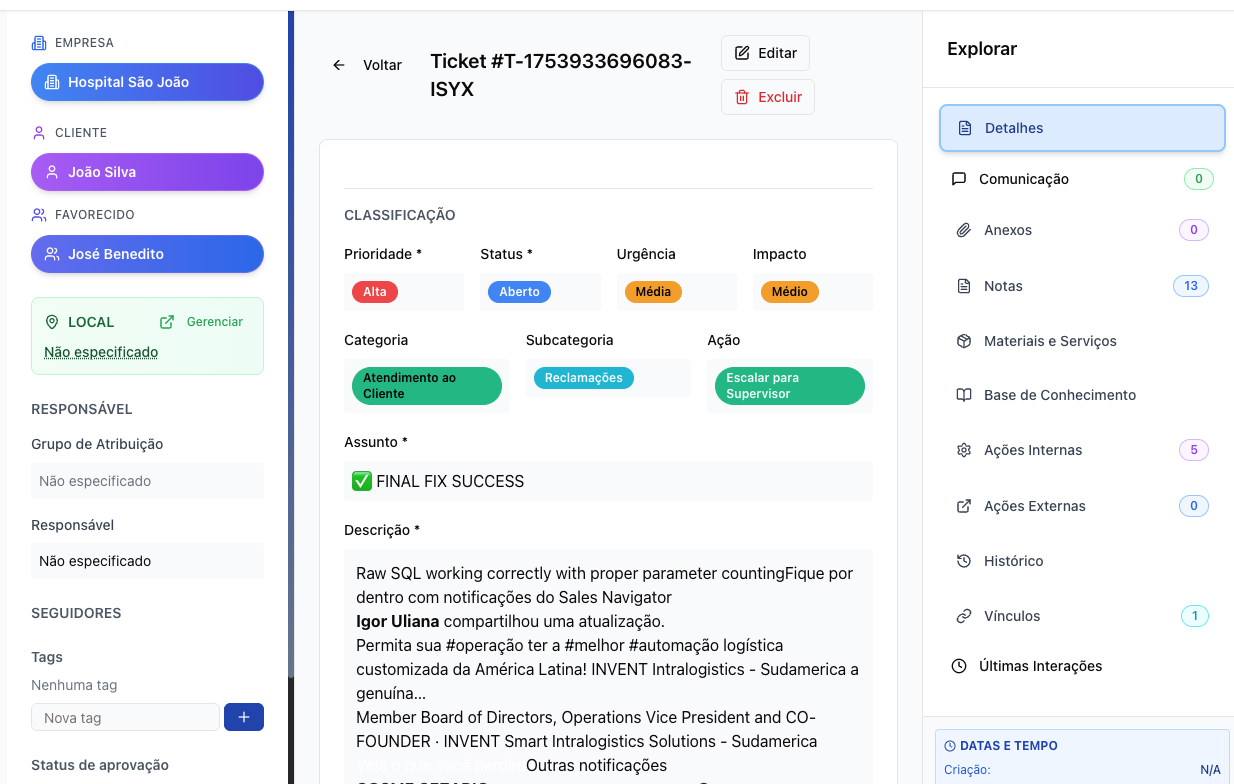 EMPRESA
Hospital São João
CLIENTE
João Silva
FAVORECIDO
José Benedito
LOCAL
Gerenciar
Não especificado
RESPONSÁVEL
Grupo de Atribuição
Não especificado
Responsável
Não especificado
SEGUIDORES
Tags
Nenhuma tag
Nova tag
Status de aprovação
Voltar
Ticket #T-1753933696083-
ISYX
Editar
Excluir
CLASSIFICAÇÃO
Prioridade * Status * Urgência Impacto
Alta Aberto Média Médio
Categoria Subcategoria Ação
Atendimento ao
Cliente
Reclamações
Escalar para
Supervisor
Assunto *
✅ FINAL FIX SUCCESS
Descrição *
Raw SQL working correctly with proper parameter countingFique por
dentro com notificações do Sales Navigator
Igor Uliana compartilhou uma atualização.
Permita sua #operação ter a #melhor #automação logística
customizada da América Latina! INVENT Intralogistics - Sudamerica a
genuína...
Member Board of Directors, Operations Vice President and CO-
FOUNDER · INVENT Smart Intralogistics Solutions - Sudamerica
Outras notificações
Explorar
Detalhes
Comunicação 0
Anexos 0
Notas 13
Materiais e Serviços
Base de Conhecimento
Ações Internas 5
Ações Externas 0
Histórico
Vínculos 1
Últimas Interações
DATAS E TEMPO
Criação: N/A